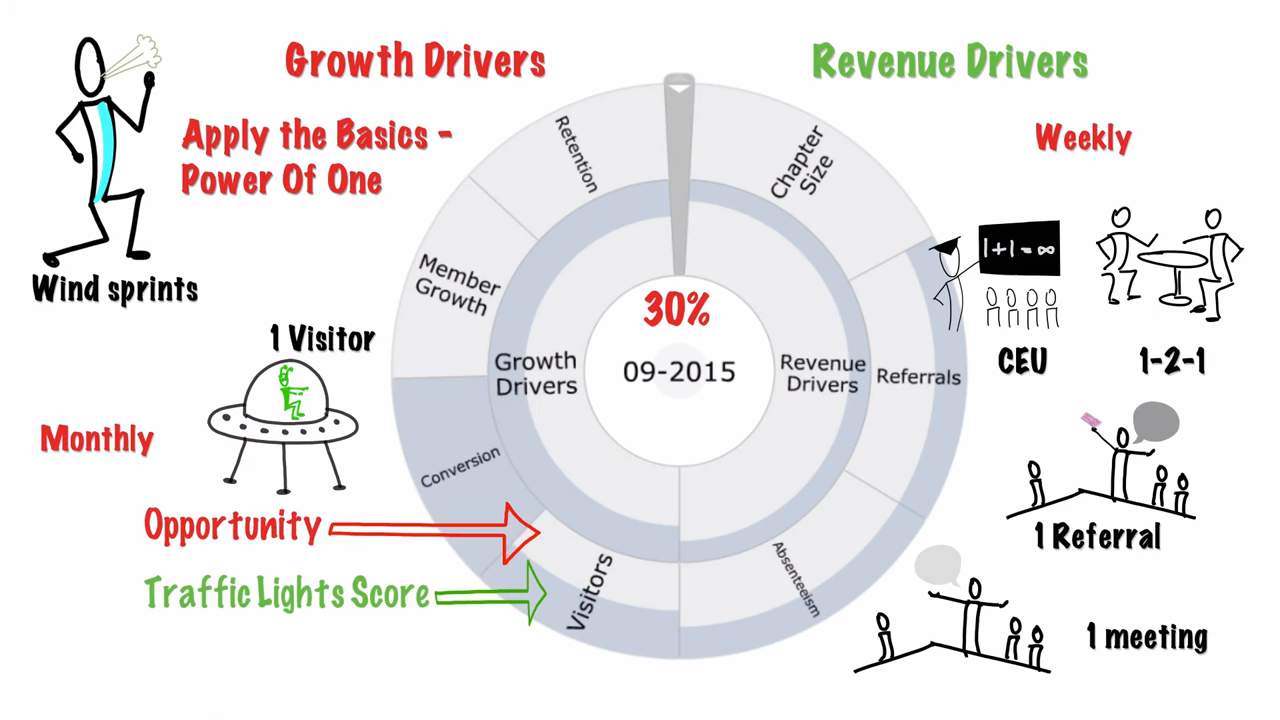 Growth Drivers
Revenue Drivers
Apply the Basics -
Power Of One
Weekly
Wind sprints
Retention
Chapter
Size
Member
Growth
1+1=∞
30%
09-2015
Growth
Drivers
Revenue
Drivers
Referrals
CEU
1-2-1
1 Visitor
Monthly
Conversion
Opportunity
Traffic Lights Score
Visitors
Absenteeism
1 Referral
1 meeting